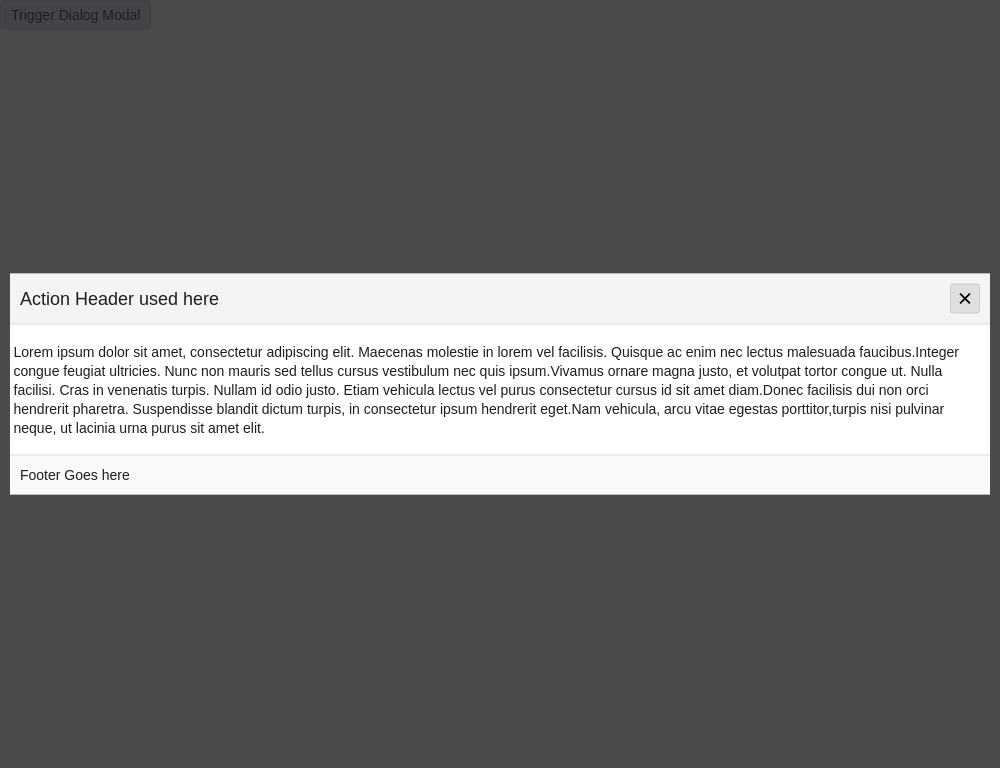 Trigger Dialog Modal
Action Header used here
Lorem ipsum dolor sit amet, consectetur adipiscing elit. Maecenas molestie in lorem vel facilisis. Quisque ac enim nec lectus malesuada faucibus.Integer
congue feugiat ultricies. Nunc non mauris sed tellus cursus vestibulum nec quis ipsum.Vivamus ornare magna justo, et volutpat tortor congue ut. Nulla
facilisi. Cras in venenatis turpis. Nullam id odio justo. Etiam vehicula lectus vel purus consectetur cursus id sit amet diam.Donec facilisis dui non orci
hendrerit pharetra. Suspendisse blandit dictum turpis, in consectetur ipsum hendrerit eget.Nam vehicula, arcu vitae egestas porttitor,turpis nisi pulvinar
neque, ut lacinia urna purus sit amet elit.
Footer Goes here